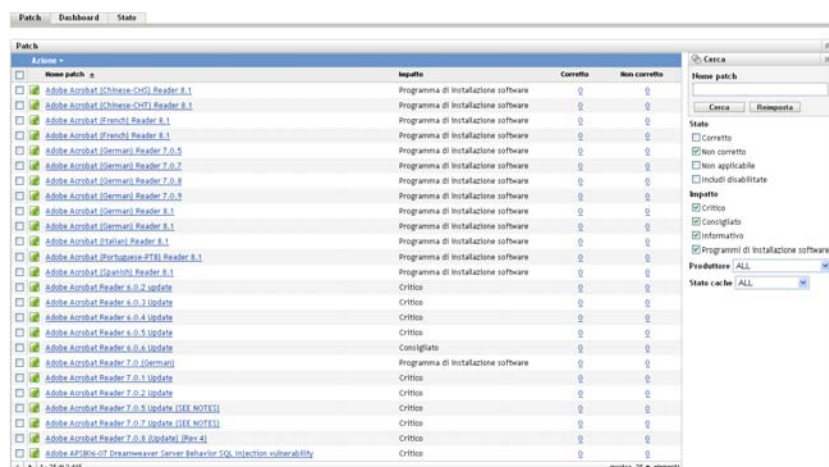 Patch Dashboard Stato
Patch
Azione
Nome patch Impatto Corretto Non corretto
Adobe Acrobat (Chinese-CHS) Reader 8.1 Programma di installazione software 0 0
Adobe Acrobat (Chinese-CHT) Reader 8.1 Programma di installazione software 0 0
Adobe Acrobat (French) Reader 8.1 Programma di installazione software 0 0
Adobe Acrobat (French) Reader 8.1 Programma di installazione software 0 0
Adobe Acrobat (German) Reader 7.0.5 Programma di installazione software 0 0
Adobe Acrobat (German) Reader 7.0.7 Programma di installazione software 0 0
Adobe Acrobat (German) Reader 7.0.8 Programma di installazione software 0 0
Adobe Acrobat (German) Reader 7.0.9 Programma di installazione software 0 0
Adobe Acrobat (German) Reader 8.1 Programma di installazione software 0 0
Adobe Acrobat (German) Reader 8.1 Programma di installazione software 0 0
Adobe Acrobat (Italian) Reader 8.1 Programma di installazione software 0 0
Adobe Acrobat (Portuguese-PTB) Reader 8.1 Programma di installazione software 0 0
Adobe Acrobat (Spanish) Reader 8.1 Programma di installazione software 0 0
Adobe Acrobat Reader 6.0.2 update Critico 0 0
Adobe Acrobat Reader 6.0.3 Update Critico 0 0
Adobe Acrobat Reader 6.0.4 Update Critico 0 0
Adobe Acrobat Reader 6.0.5 Update Critico 0 0
Adobe Acrobat Reader 6.0.6 Update Consigliato 0 0
Adobe Acrobat Reader 7.0 (German) Programma di installazione software 0 0
Adobe Acrobat Reader 7.0.1 Update Critico 0 0
Adobe Acrobat Reader 7.0.2 Update Critico 0 0
Adobe Acrobat Reader 7.0.5 Update (SEE NOTES) Critico 0 0
Adobe Acrobat Reader 7.0.7 Update (SEE NOTES) Critico 0 0
Adobe Acrobat Reader 7.0.8 (Update) (Rev 4) Critico 0 0
Adobe APSB06-07 Dreamweaver Server Behavior SQL injection vulnerability Critico 0 0
Cerca
Nome patch
Cerca Reimposta
Stato
Corretto
Non corretto
Non applicabile
Includi disabilitate
Impatto
Critico
Consigliato
Informativo
Programmi di installazione software
Produttore ALL
Stato cache ALL